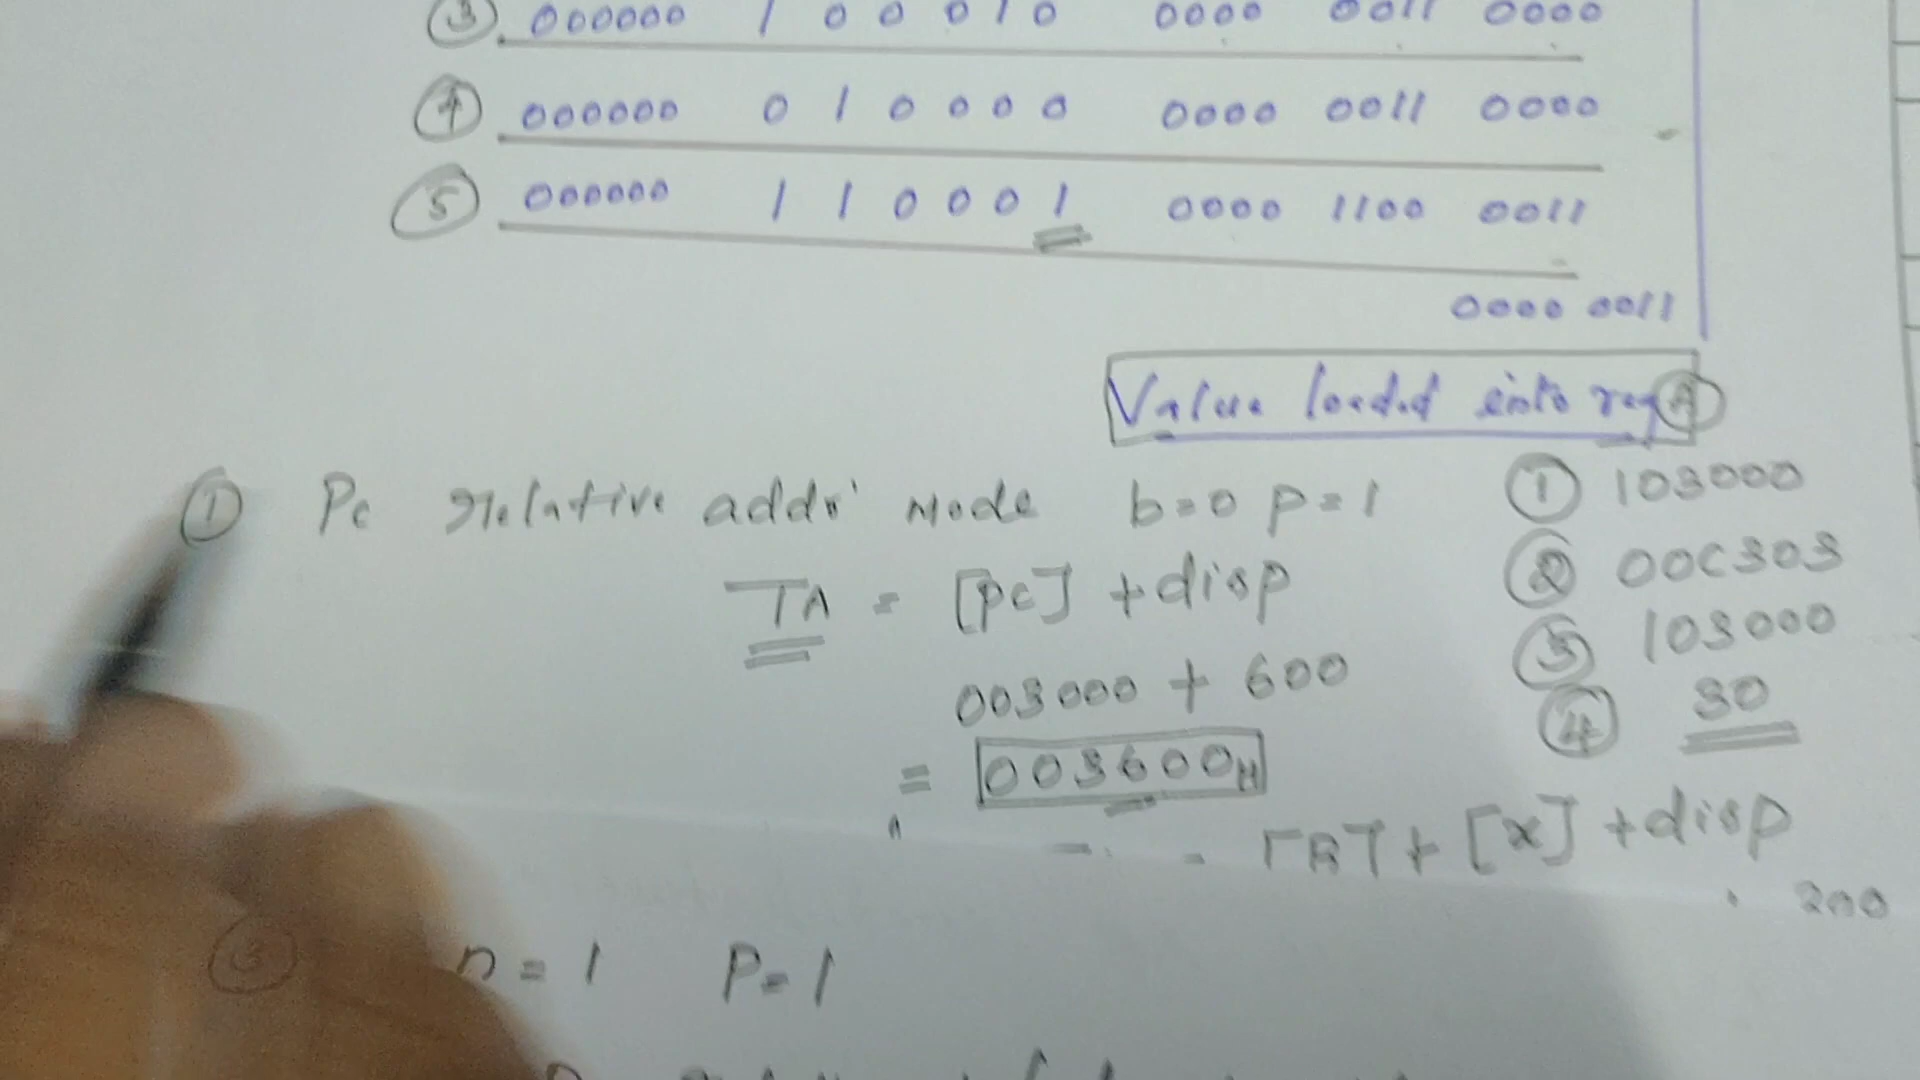 ③ 000000 1 0 0 0 1 0 0000 0011 0000
④ 000000 0 1 0 0 0 0 0000 0011 0000
⑤ 000000 1 1 0 0 0 1 0000 1100 0011
0000 0011
Value loaded into reg A
① Pc relative addr' Mode b=0 p=1
TA = [PC] + disp
003000 + 600
= 003600H
① 103000
② 00C303
③ 103000
④ 30
[B] + [X] + disp
200
③ n=1 P=1